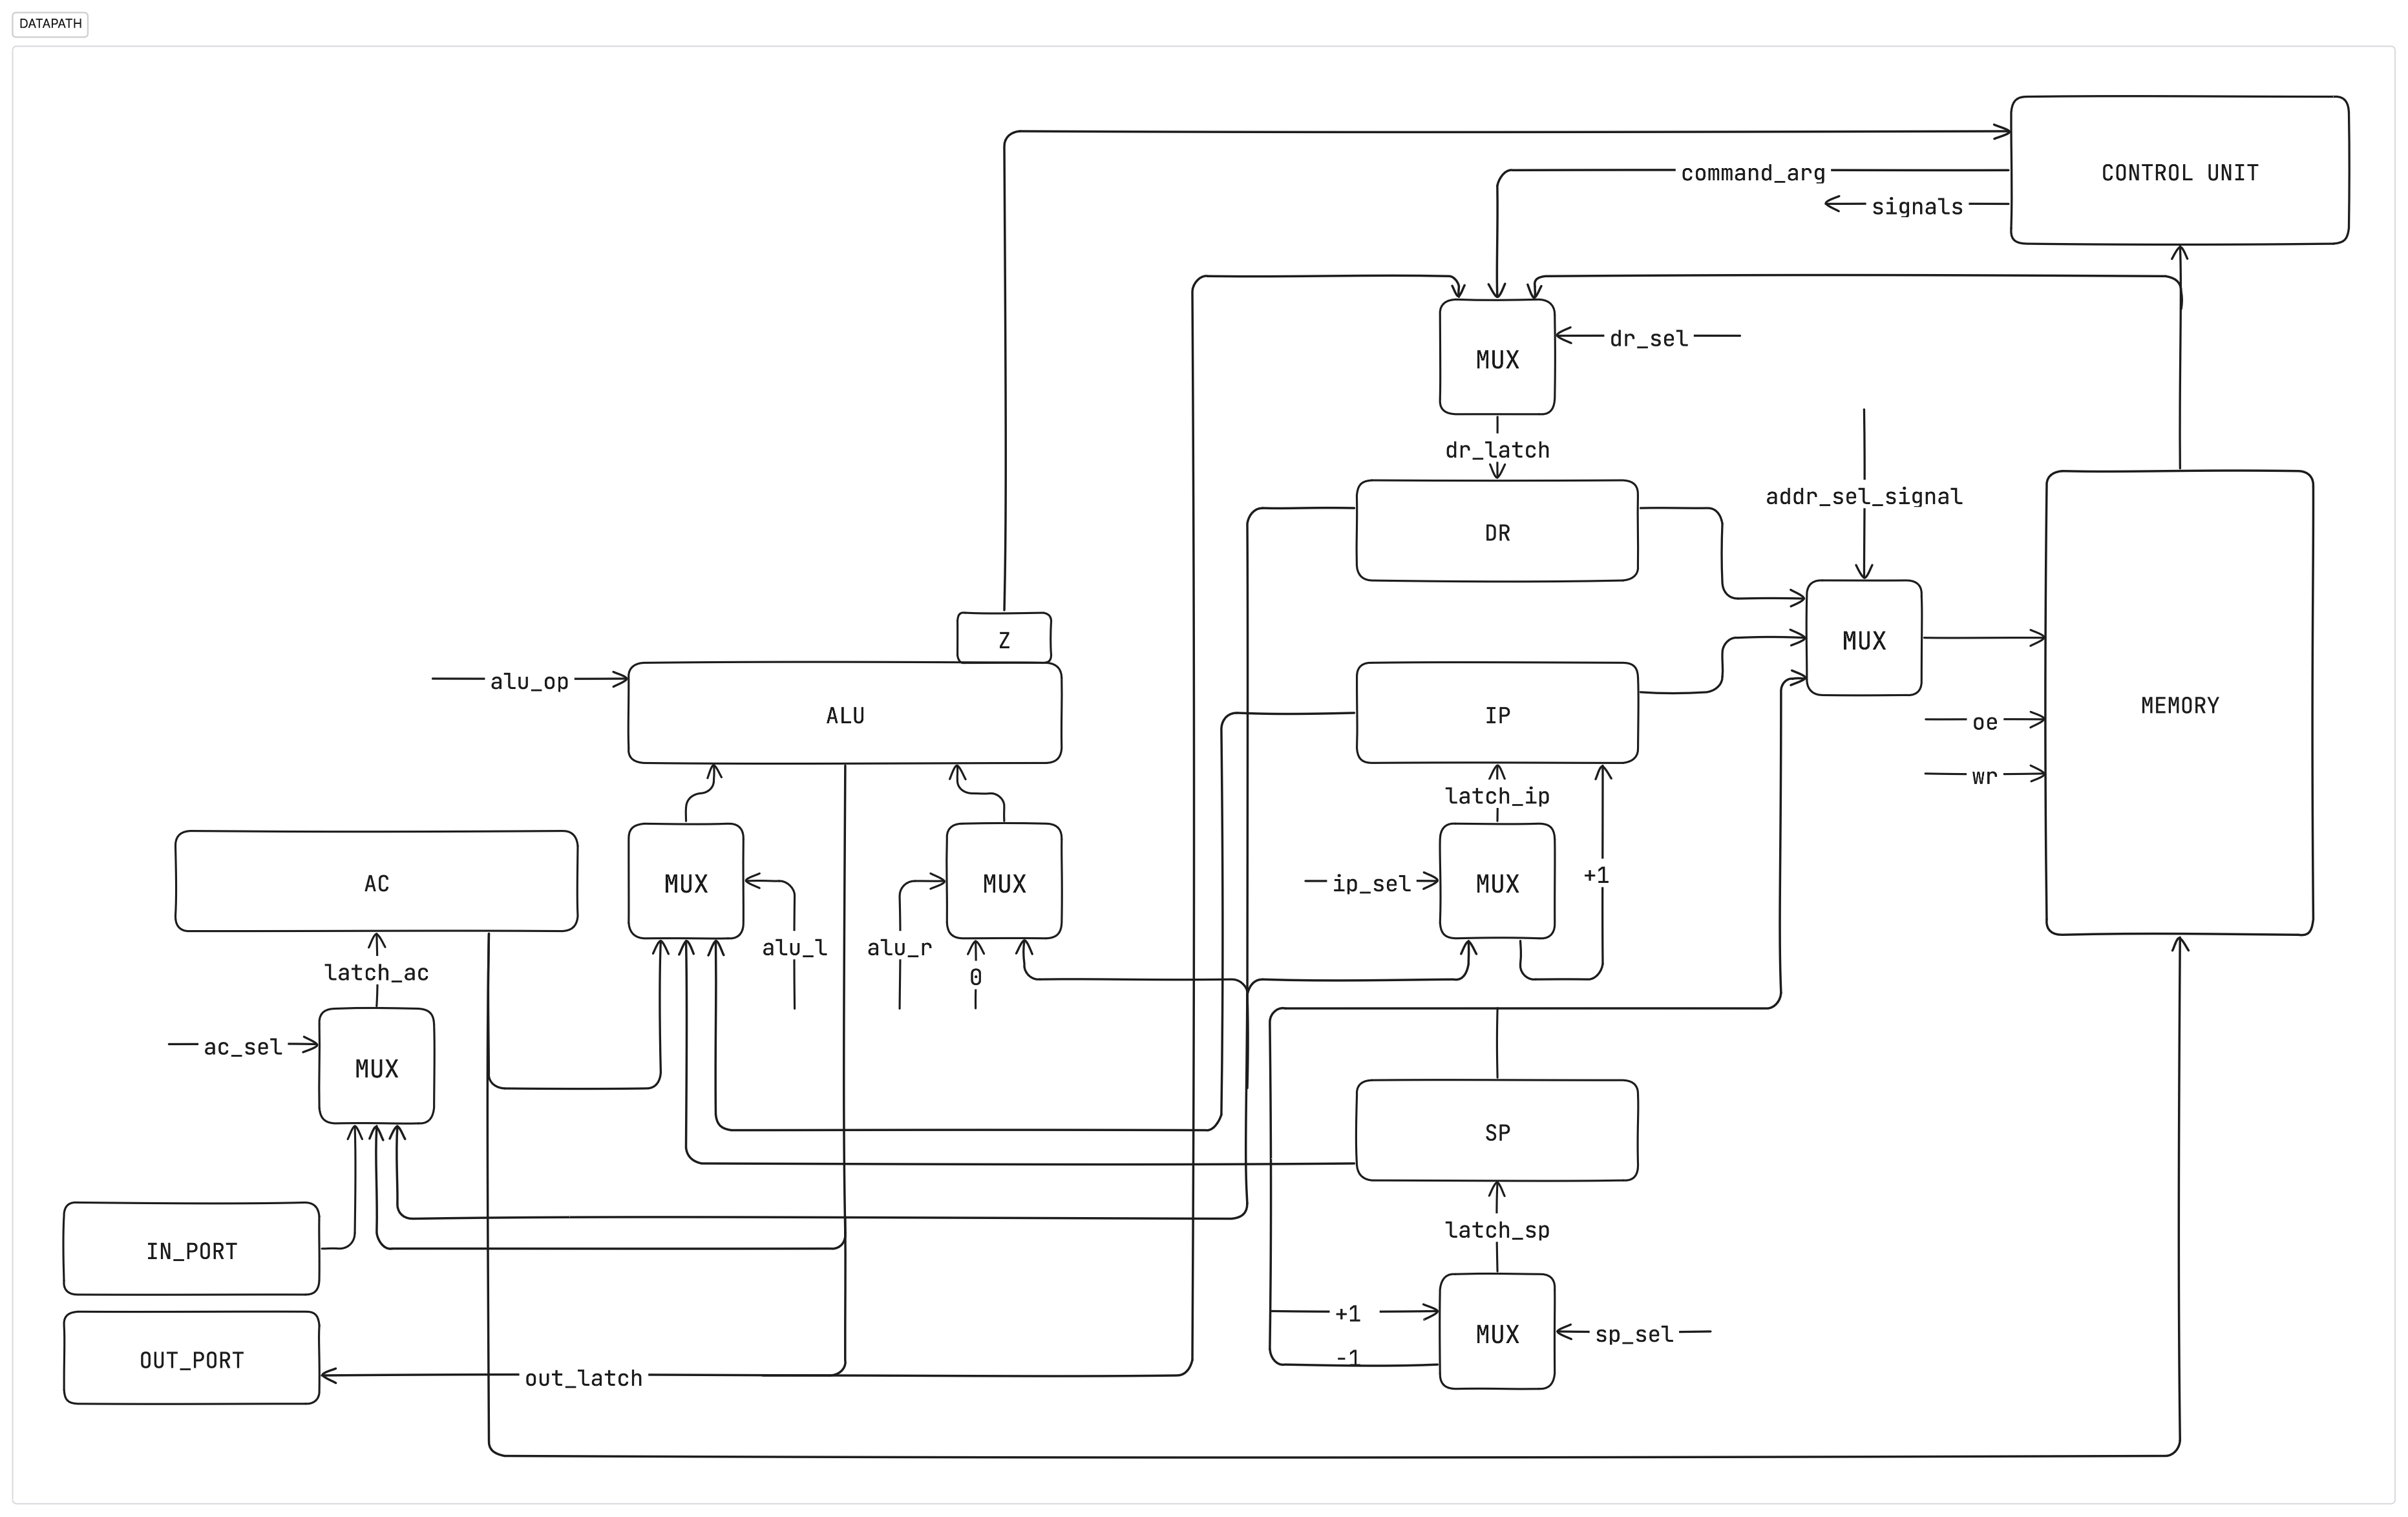 DATAPATH
CONTROL UNIT
command_arg
signals
MUX
dr_sel
dr_latch
DR
addr_sel_signal
MUX
Z
alu_op
ALU
IP
MEMORY
oe
wr
latch_ip
AC
MUX
MUX
ip_sel
MUX
+1
alu_l
alu_r
0
latch_ac
ac_sel
MUX
SP
IN_PORT
latch_sp
+1
MUX
sp_sel
-1
OUT_PORT
out_latch